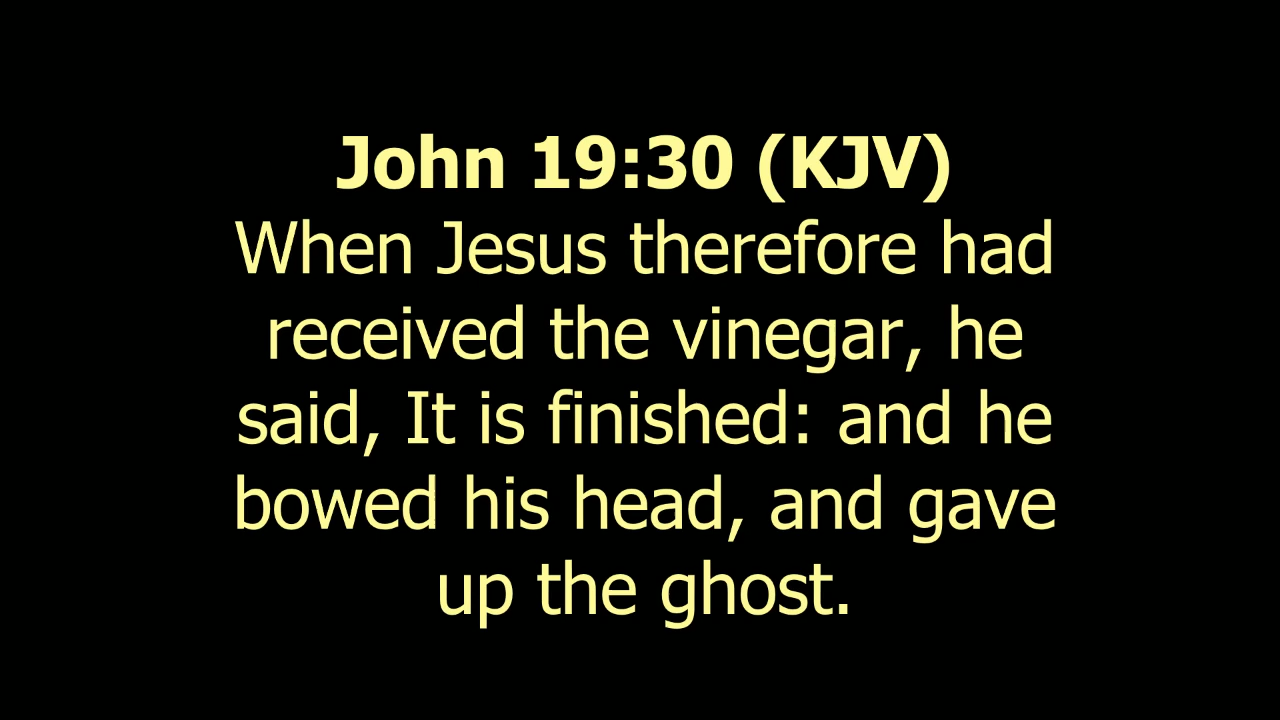 John 19:30 (KJV)
When Jesus therefore had
received the vinegar, he
said, It is finished: and he
bowed his head, and gave
up the ghost.